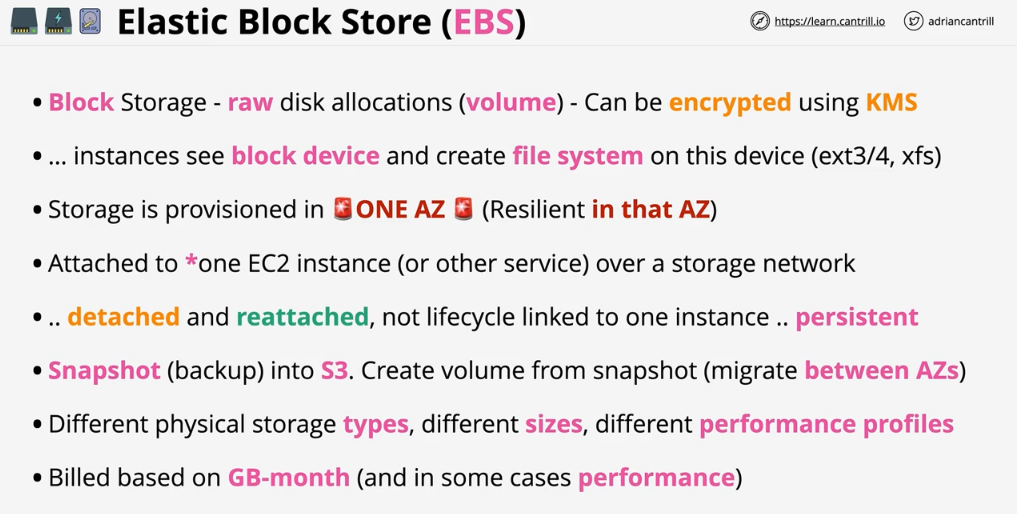 Elastic Block Store (EBS)
https://learn.cantrill.io
adriancantrill
• Block Storage - raw disk allocations (volume) - Can be encrypted using KMS
• ... instances see block device and create file system on this device (ext3/4, xfs)
• Storage is provisioned in 🚨ONE AZ 🚨 (Resilient in that AZ)
• Attached to *one EC2 instance (or other service) over a storage network
• .. detached and reattached, not lifecycle linked to one instance .. persistent
• Snapshot (backup) into S3. Create volume from snapshot (migrate between AZs)
• Different physical storage types, different sizes, different performance profiles
• Billed based on GB-month (and in some cases performance)